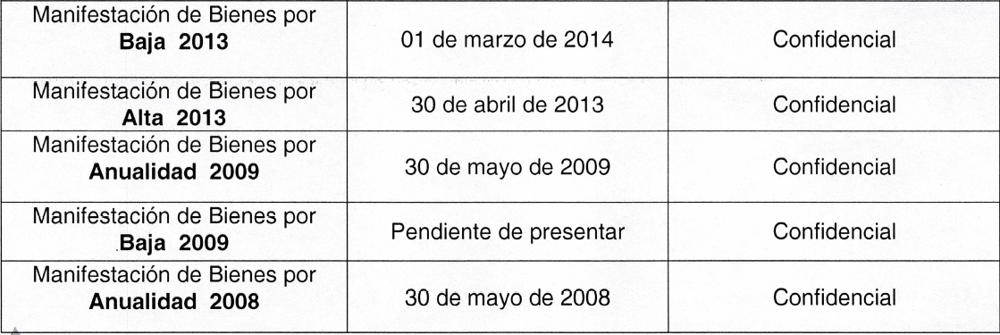 Manifestación de Bienes por
Baja 2013
01 de marzo de 2014
Confidencial
Manifestación de Bienes por
Alta 2013
30 de abril de 2013
Confidencial
Manifestación de Bienes por
Anualidad 2009
30 de mayo de 2009
Confidencial
Manifestación de Bienes por
Baja 2009
Pendiente de presentar
Confidencial
Manifestación de Bienes por
Anualidad 2008
30 de mayo de 2008
Confidencial